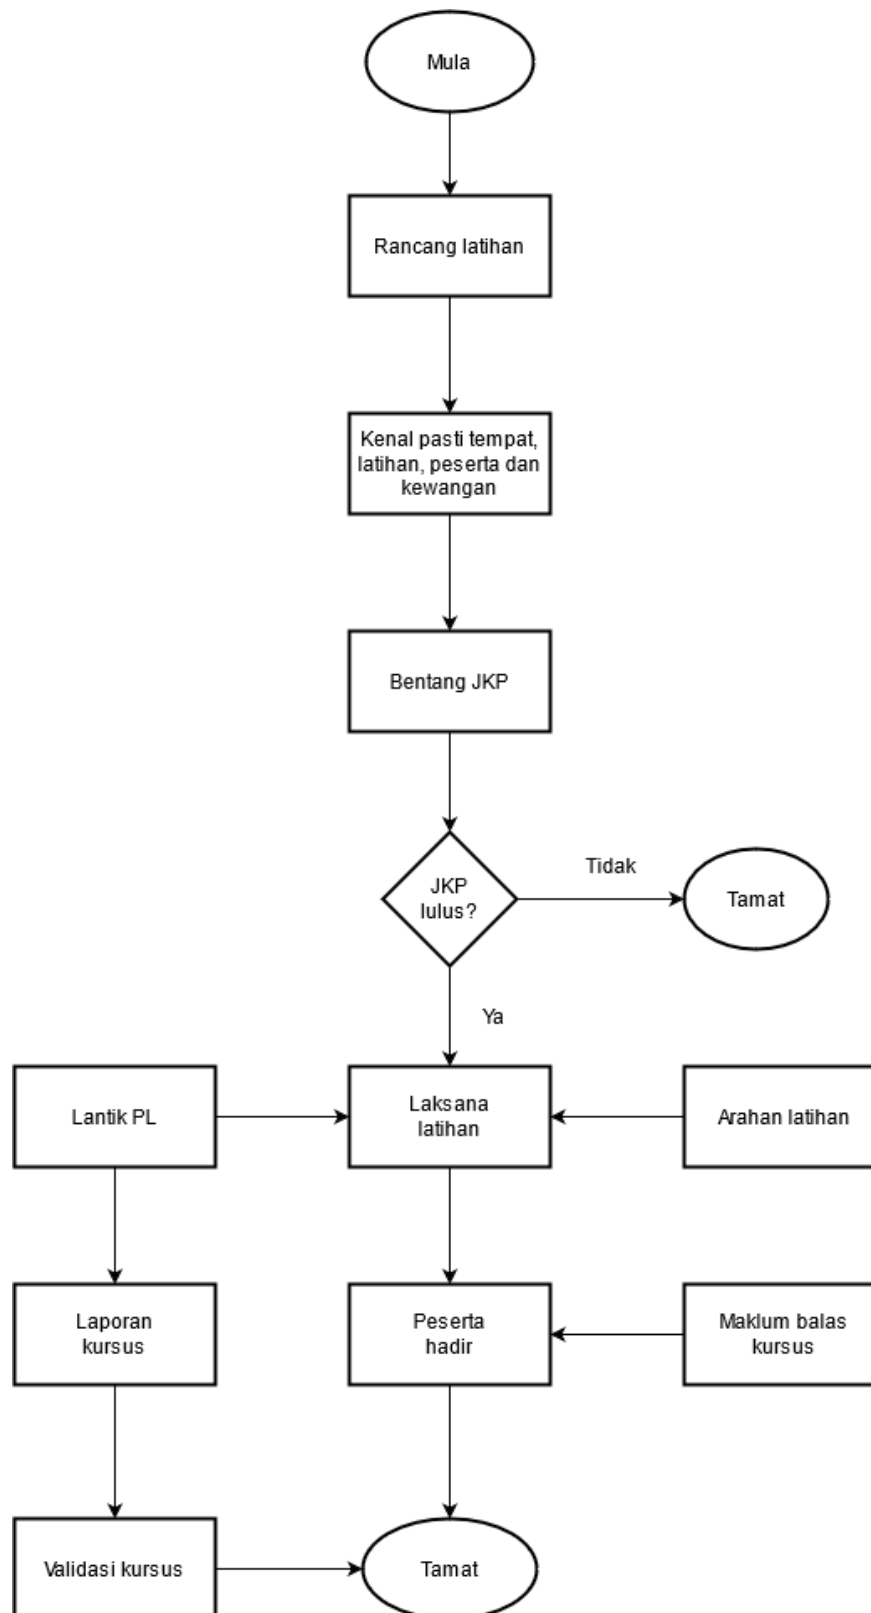 Mula
Rancang latihan
Kenal pasti tempat,
latihan, peserta dan
kewangan
Bentang JKP
JKP
lulus?
Tidak
Tamat
Ya
Lantik PL
Laksana
latihan
Arahan latihan
Laporan
kursus
Peserta
hadir
Maklum balas
kursus
Validasi kursus
Tamat